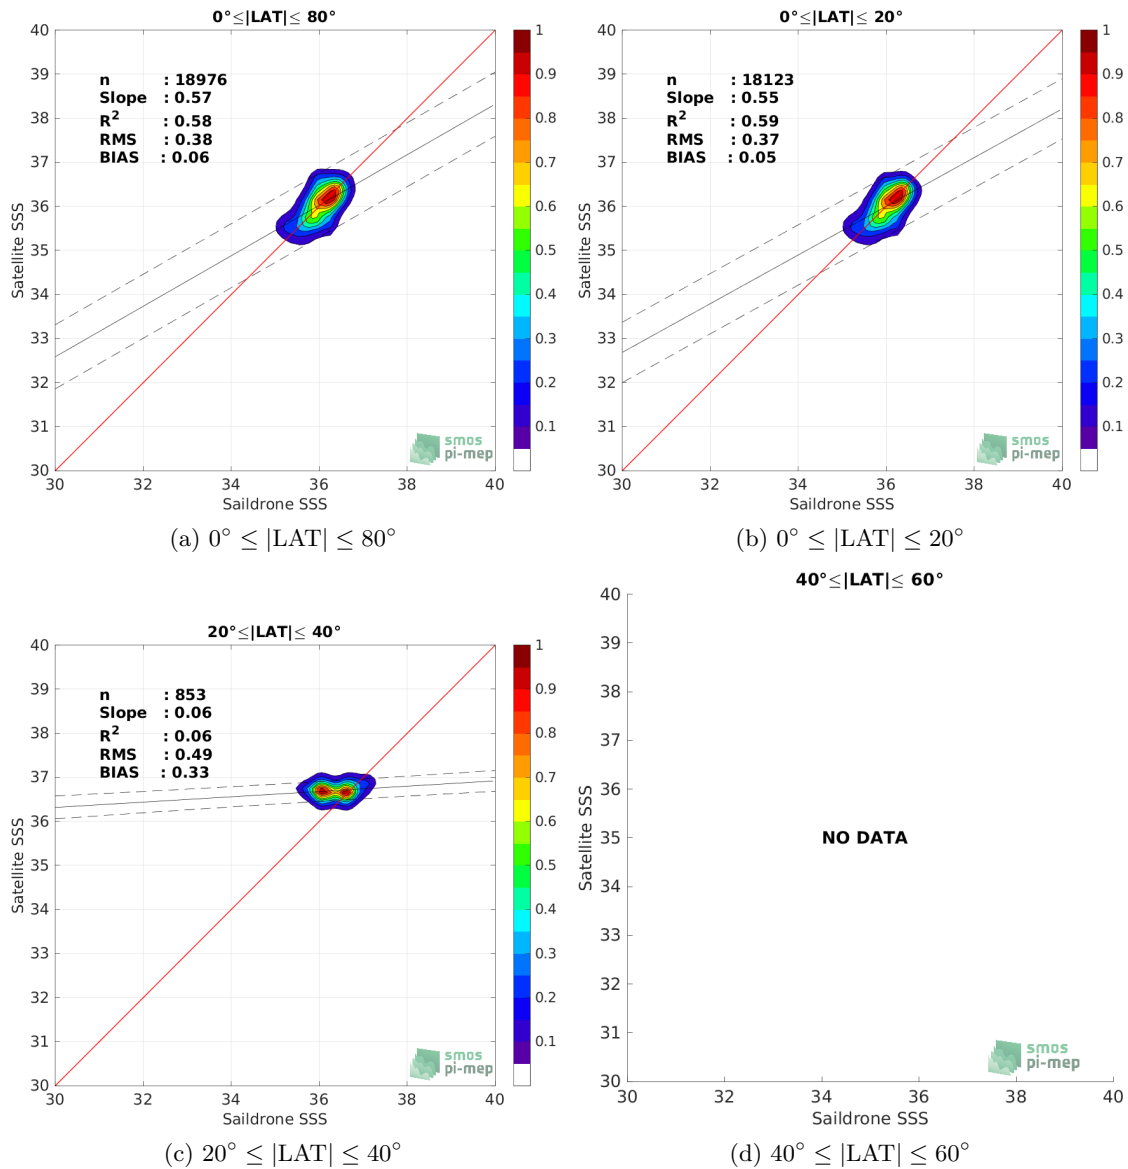 0°≤|LAT|≤ 80°
n : 18976
Slope : 0.57
R² : 0.58
RMS : 0.38
BIAS : 0.06
40
39
38
37
36
35
34
33
32
31
30
Satellite SSS
30 32 34 36 38 40
Saildrone SSS
1
0.9
0.8
0.7
0.6
0.5
0.4
0.3
0.2
0.1
smos
pi-mep
(a) 0° ≤ |LAT| ≤ 80°
0°≤|LAT|≤ 20°
n : 18123
Slope : 0.55
R² : 0.59
RMS : 0.37
BIAS : 0.05
40
39
38
37
36
35
34
33
32
31
30
Satellite SSS
30 32 34 36 38 40
Saildrone SSS
1
0.9
0.8
0.7
0.6
0.5
0.4
0.3
0.2
0.1
smos
pi-mep
(b) 0° ≤ |LAT| ≤ 20°
20°≤|LAT|≤ 40°
n : 853
Slope : 0.06
R² : 0.06
RMS : 0.49
BIAS : 0.33
40
39
38
37
36
35
34
33
32
31
30
Satellite SSS
30 32 34 36 38 40
Saildrone SSS
1
0.9
0.8
0.7
0.6
0.5
0.4
0.3
0.2
0.1
smos
pi-mep
(c) 20° ≤ |LAT| ≤ 40°
40°≤|LAT|≤ 60°
40
39
38
37
36
35
34
33
32
31
30
Satellite SSS
NO DATA
30 32 34 36 38 40
Saildrone SSS
smos
pi-mep
(d) 40° ≤ |LAT| ≤ 60°